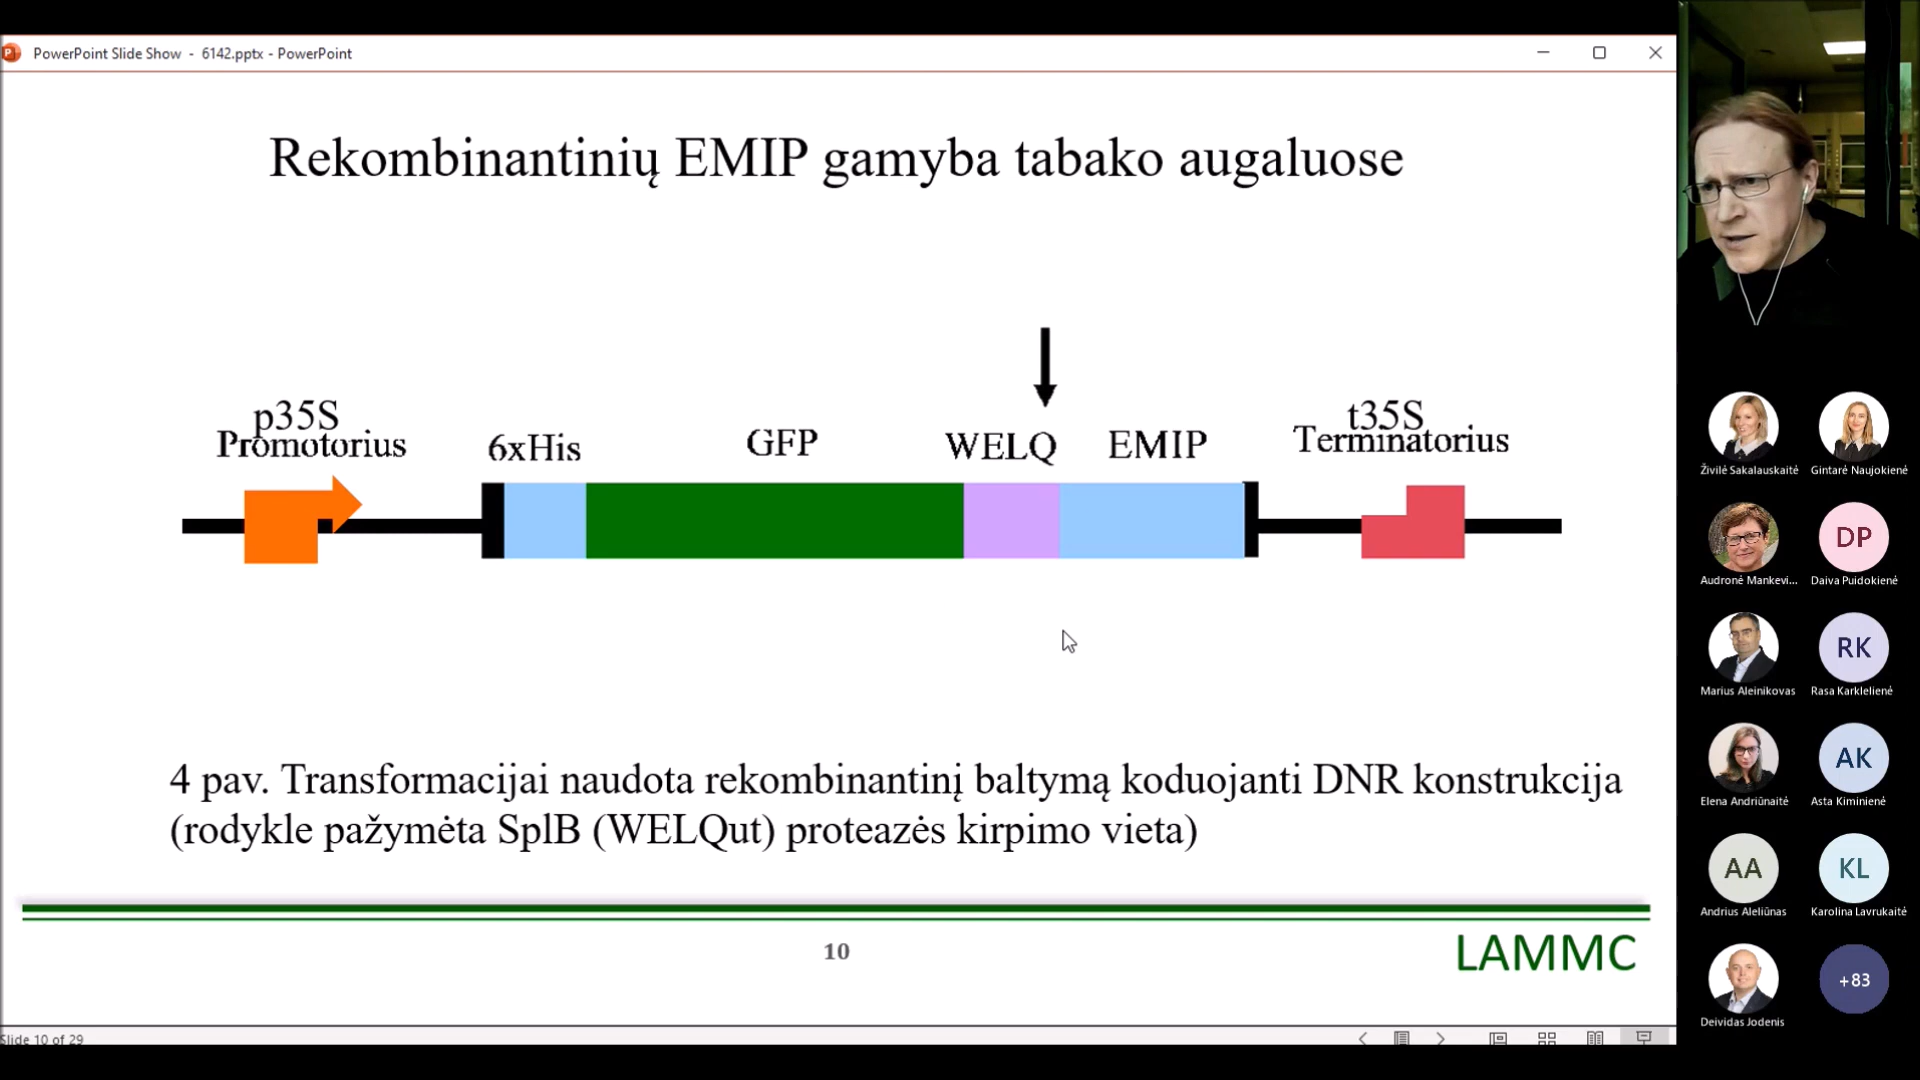 PowerPoint Slide Show - 6142.pptx - PowerPoint
Rekombinantinių EMIP gamyba tabako augaluose
p35S
Promotorius
6xHis
GFP
WELQ
EMIP
t35S
Terminatorius
4 pav. Transformacijai naudota rekombinantinį baltymą koduojanti DNR konstrukcija
(rodykle pažymėta SplB (WELQut) proteazės kirpimo vieta)
10
LAMMC
Slide 10 of 29
Živilė Sakalauskaitė
Gintarė Naujokienė
Audronė Mankevi...
DP
Daiva Puidokienė
Marius Aleinikovas
RK
Rasa Karklelienė
Elena Andriūnaitė
AK
Asta Kiminienė
AA
Andrius Aleliūnas
KL
Karolina Lavrukaitė
Deividas Jodenis
+83